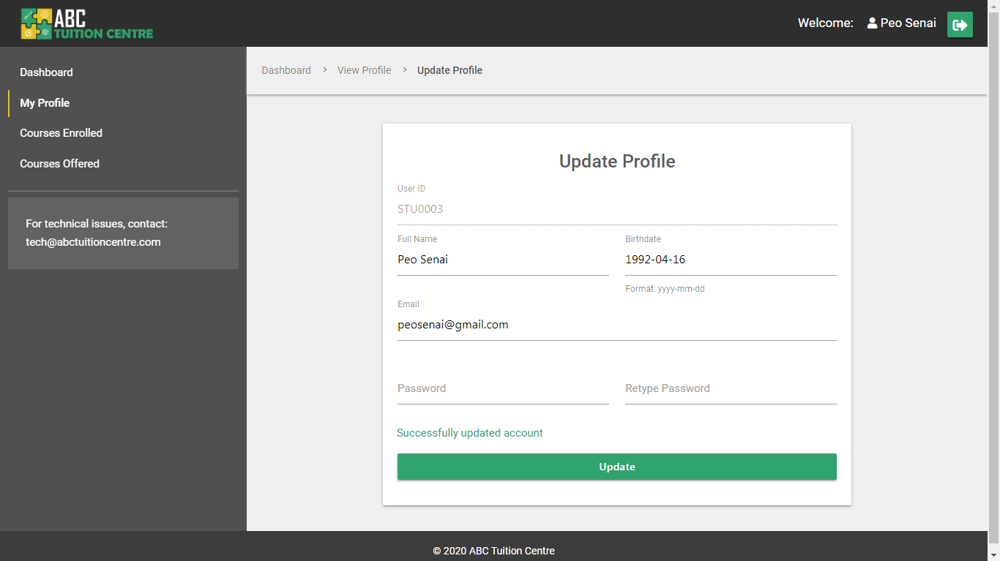 ABC
TUITION CENTRE
Welcome: Peo Senai
Dashboard
My Profile
Courses Enrolled
Courses Offered
For technical issues, contact:
tech@abctuitioncentre.com
Dashboard > View Profile > Update Profile
Update Profile
User ID
STU0003
Full Name
Peo Senai
Birthdate
1992-04-16
Format: yyyy-mm-dd
Email
peosenai@gmail.com
Password
Retype Password
Successfully updated account
Update
© 2020 ABC Tuition Centre